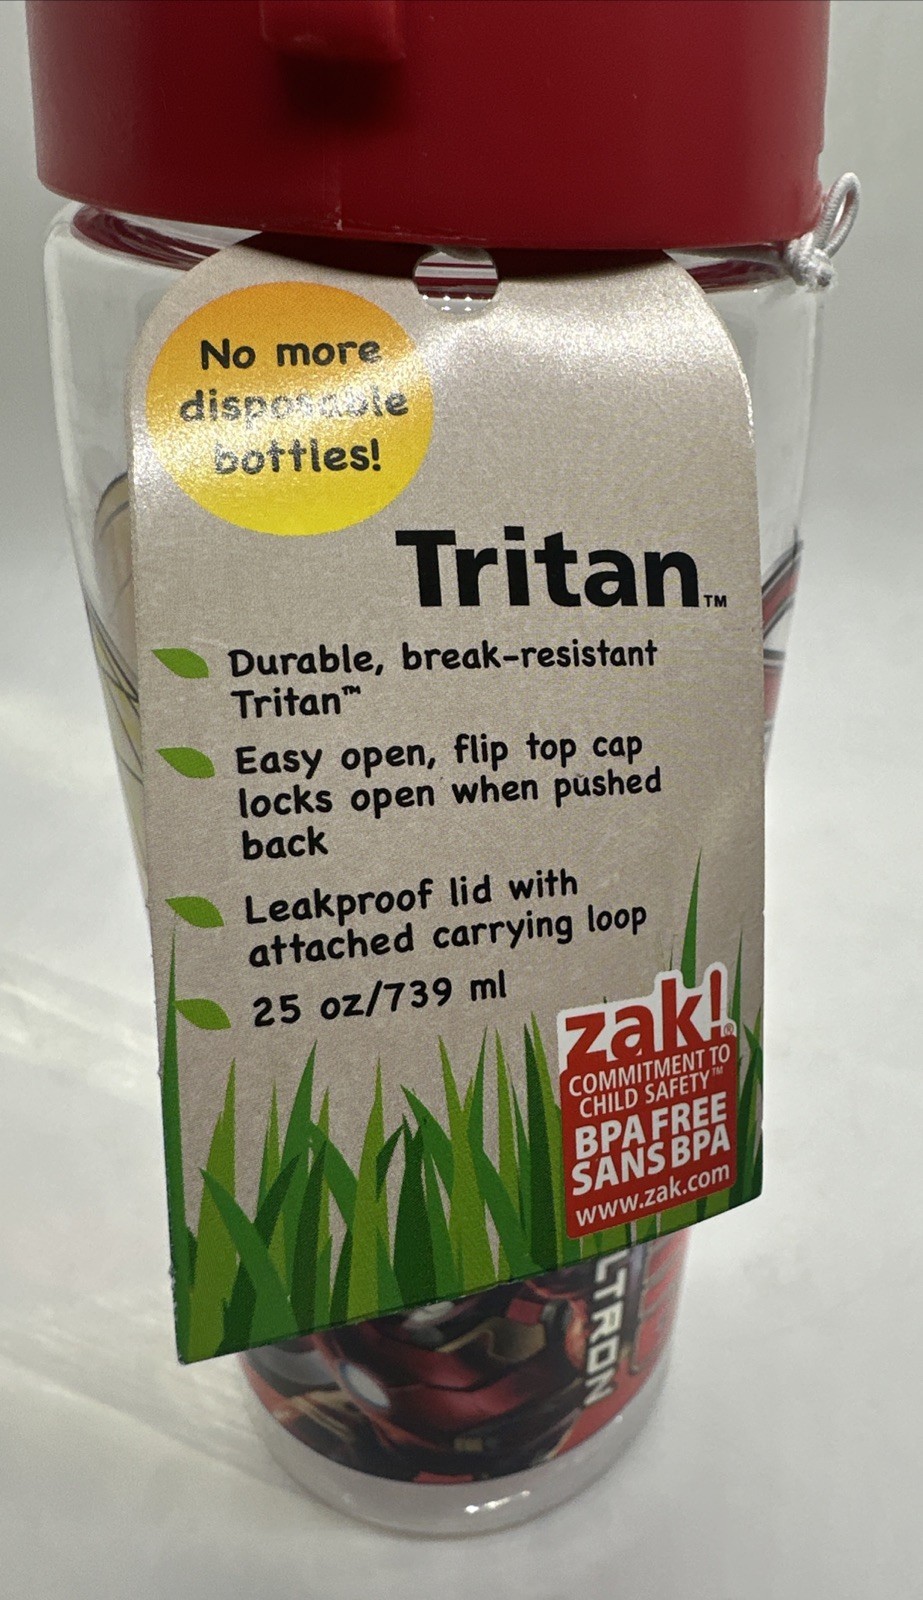 No more
disposable
bottles!
Tritan™
Durable, break-resistant
Tritan™
Easy open, flip top cap
locks open when pushed
back
Leakproof lid with
attached carrying loop
25 oz/739 ml
zak!®
COMMITMENT TO
CHILD SAFETY™
BPA FREE
SANS BPA
www.zak.com
LTRON